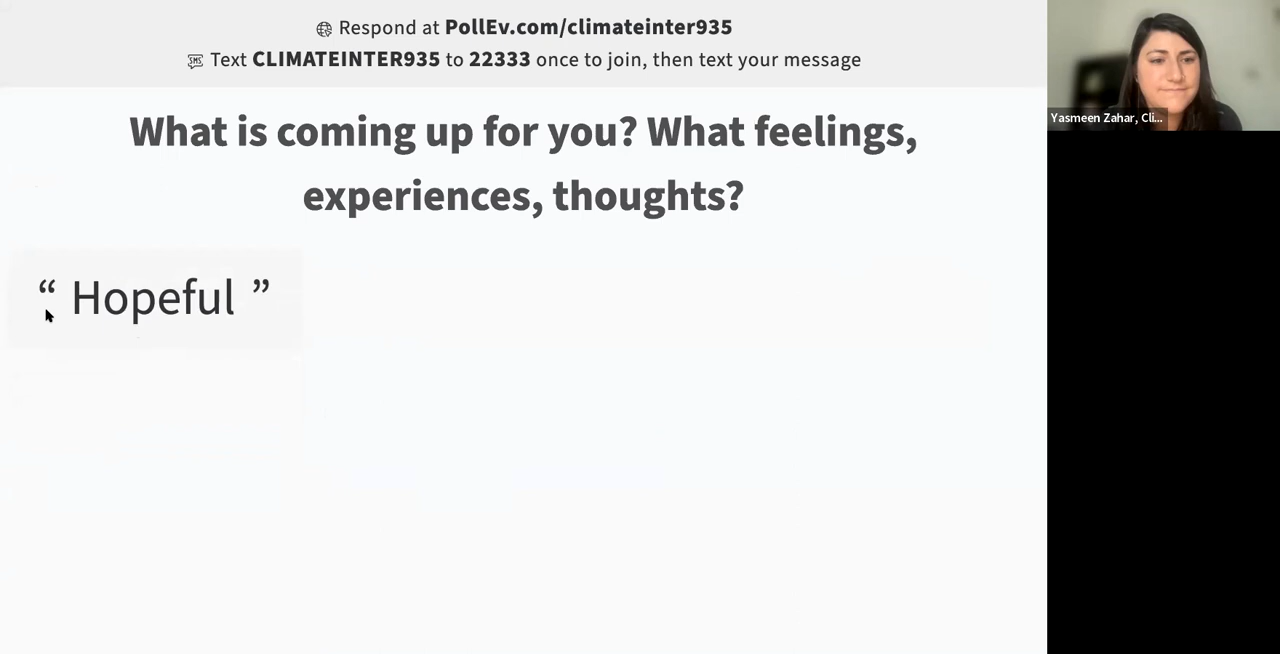 Respond at PollEv.com/climateinter935
Text CLIMATEINTER935 to 22333 once to join, then text your message
What is coming up for you? What feelings,
experiences, thoughts?
“ Hopeful ”
Yasmeen Zahar, Cli...